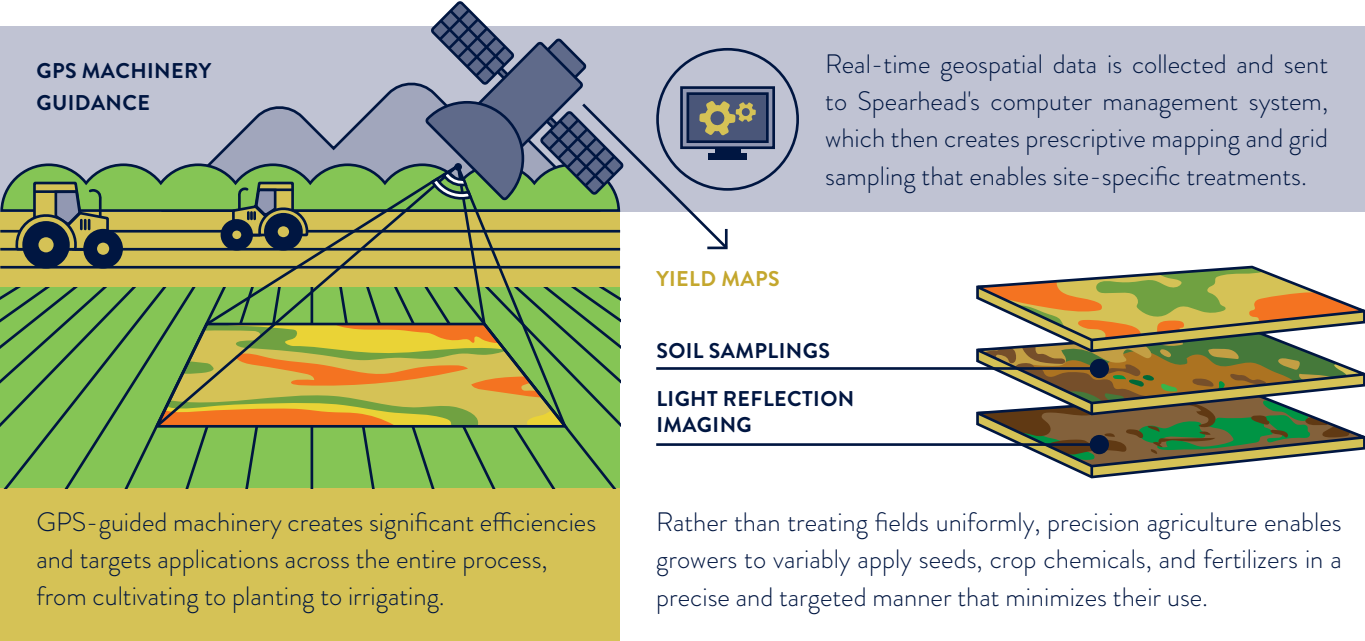 GPS MACHINERY
GUIDANCE
Real-time geospatial data is collected and sent
to Spearhead's computer management system,
which then creates prescriptive mapping and grid
sampling that enables site-specific treatments.
YIELD MAPS
SOIL SAMPLINGS
LIGHT REFLECTION
IMAGING
GPS-guided machinery creates significant efficiencies
and targets applications across the entire process,
from cultivating to planting to irrigating.
Rather than treating fields uniformly, precision agriculture enables
growers to variably apply seeds, crop chemicals, and fertilizers in a
precise and targeted manner that minimizes their use.